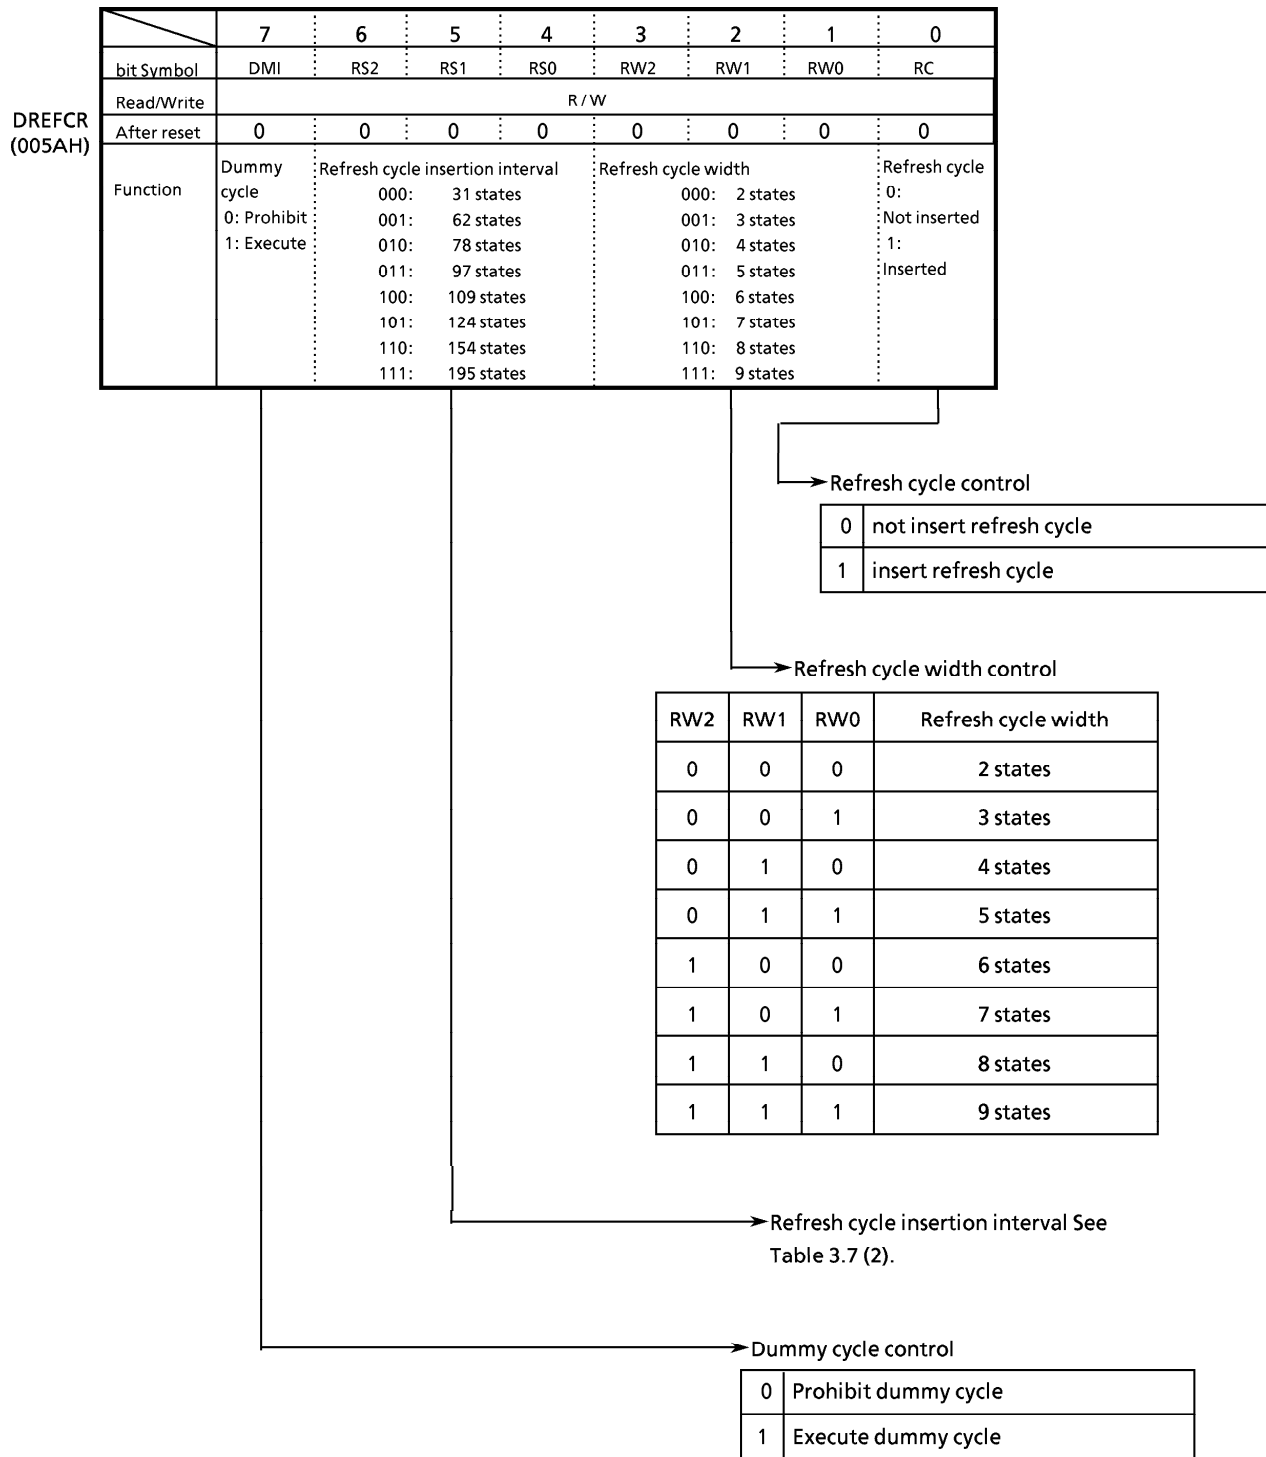 7 6 5 4 3 2 1 0
bit Symbol DMI RS2 RS1 RS0 RW2 RW1 RW0 RC
Read/Write R / W
DREFCR
(005AH)
After reset 0 0 0 0 0 0 0 0
Function
Dummy
cycle
0: Prohibit
1: Execute
Refresh cycle insertion interval
000: 31 states
001: 62 states
010: 78 states
011: 97 states
100: 109 states
101: 124 states
110: 154 states
111: 195 states
Refresh cycle width
000: 2 states
001: 3 states
010: 4 states
011: 5 states
100: 6 states
101: 7 states
110: 8 states
111: 9 states
Refresh cycle
0:
Not inserted
1:
Inserted
Refresh cycle control
0 not insert refresh cycle
1 insert refresh cycle
Refresh cycle width control
RW2 RW1 RW0 Refresh cycle width
0 0 0 2 states
0 0 1 3 states
0 1 0 4 states
0 1 1 5 states
1 0 0 6 states
1 0 1 7 states
1 1 0 8 states
1 1 1 9 states
Refresh cycle insertion interval See
Table 3.7 (2).
Dummy cycle control
0 Prohibit dummy cycle
1 Execute dummy cycle